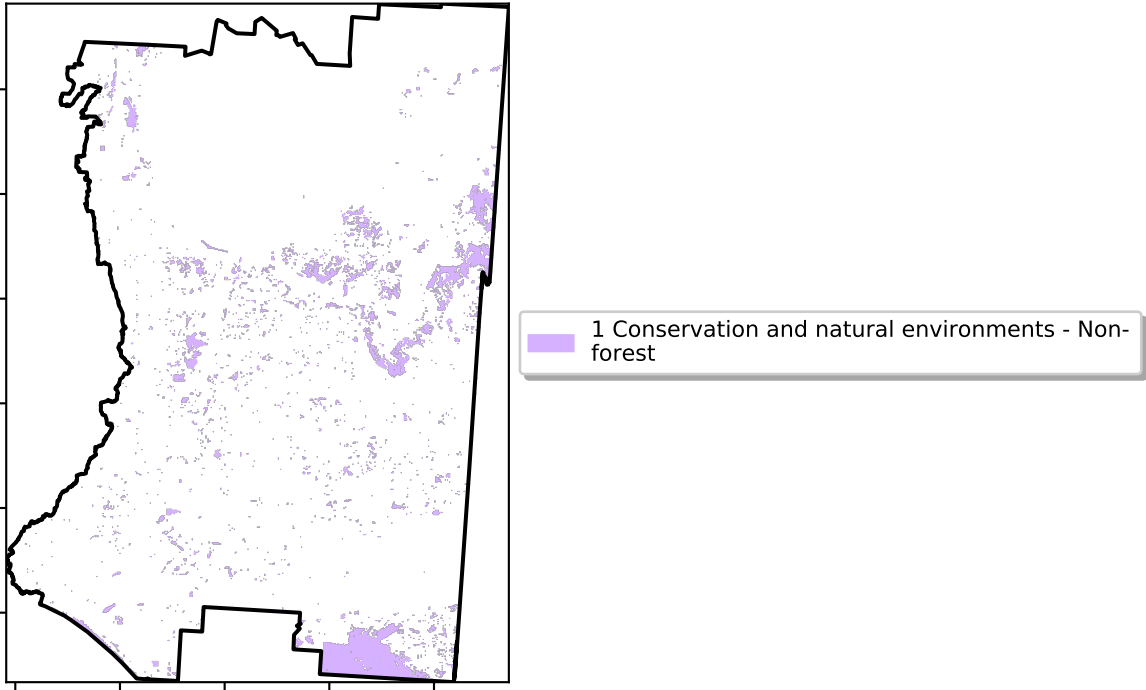 1 Conservation and natural environments - Non-
forest